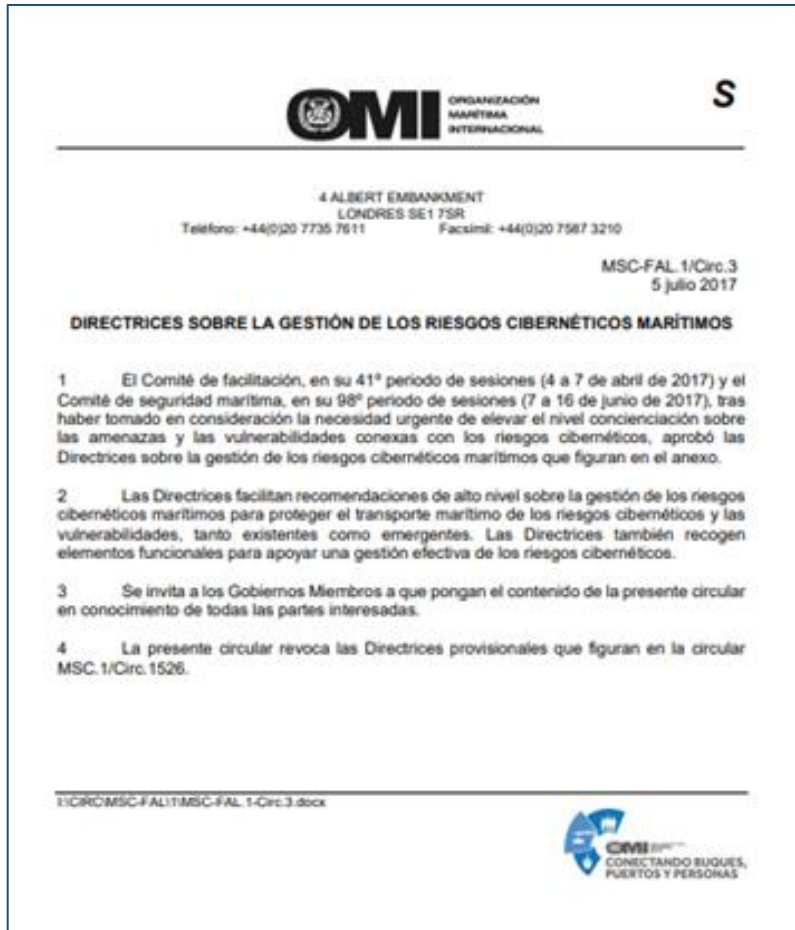 OMI
ORGANIZACIÓN
MARÍTIMA
INTERNACIONAL
S
4 ALBERT EMBANKMENT
LONDRES SE1 7SR
Teléfono: +44(0)20 7735 7611 Facsímil: +44(0)20 7587 3210
MSC-FAL.1/Circ.3
5 julio 2017
DIRECTRICES SOBRE LA GESTIÓN DE LOS RIESGOS CIBERNÉTICOS MARÍTIMOS
1 El Comité de facilitación, en su 41º periodo de sesiones (4 a 7 de abril de 2017) y el
Comité de seguridad marítima, en su 98º periodo de sesiones (7 a 16 de junio de 2017), tras
haber tomado en consideración la necesidad urgente de elevar el nivel concienciación sobre
las amenazas y las vulnerabilidades conexas con los riesgos cibernéticos, aprobó las
Directrices sobre la gestión de los riesgos cibernéticos marítimos que figuran en el anexo.
2 Las Directrices facilitan recomendaciones de alto nivel sobre la gestión de los riesgos
cibernéticos marítimos para proteger el transporte marítimo de los riesgos cibernéticos y las
vulnerabilidades, tanto existentes como emergentes. Las Directrices también recogen
elementos funcionales para apoyar una gestión efectiva de los riesgos cibernéticos.
3 Se invita a los Gobiernos Miembros a que pongan el contenido de la presente circular
en conocimiento de todas las partes interesadas.
4 La presente circular revoca las Directrices provisionales que figuran en la circular
MSC.1/Circ.1526.
I:\CIRC\MSC-FAL\1\MSC-FAL.1-Circ.3.docx
OMI
CONECTANDO BUQUES,
PUERTOS Y PERSONAS